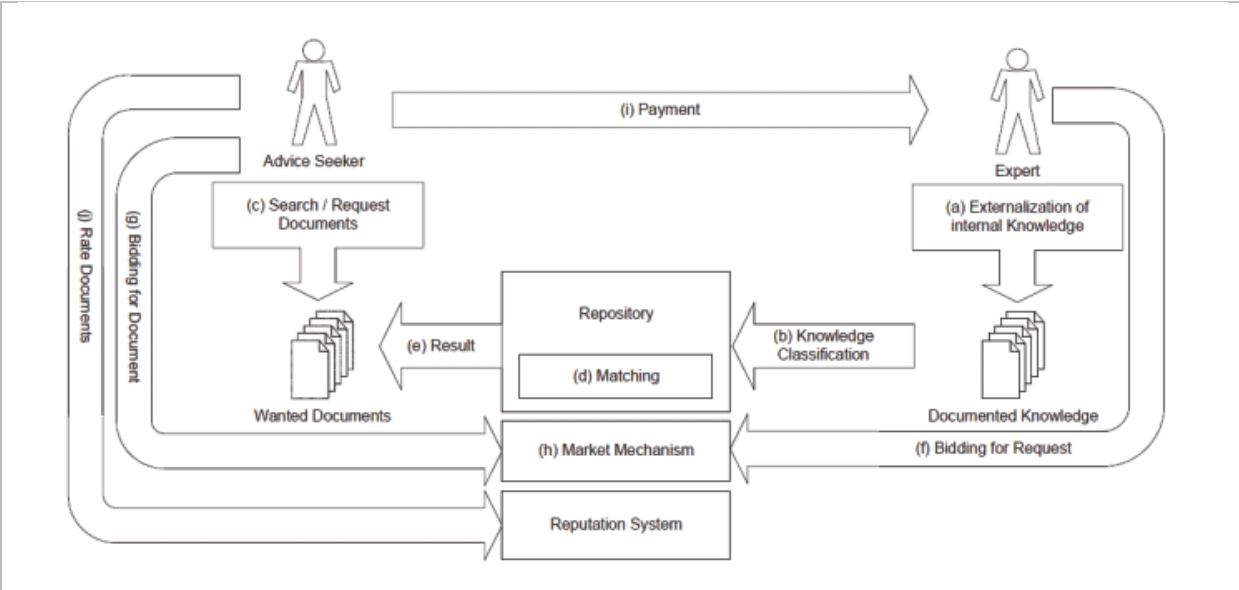 (i) Payment
Advice Seeker
Expert
(c) Search / Request
Documents
(a) Externalization of
internal Knowledge
(j) Rate Documents
(g) Bidding for Document
Repository
(d) Matching
(e) Result
(b) Knowledge
Classification
Wanted Documents
Documented Knowledge
(h) Market Mechanism
(f) Bidding for Request
Reputation System